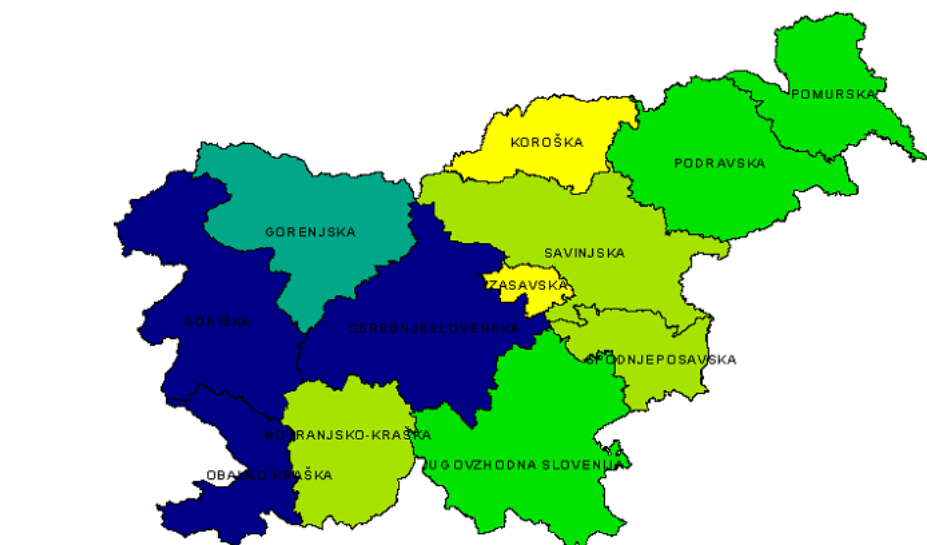 POMURSKA
KOROŠKA
PODRAVSKA
GORENJSKA
SAVINJSKA
ZASAVSKA
GORIŠKA
OSREDNJESLOVENSKA
SPODNJEPOSAVSKA
NOTRANJSKO-KRAŠKA
JUGOVZHODNA SLOVENIJA
OBALNO-KRAŠKA